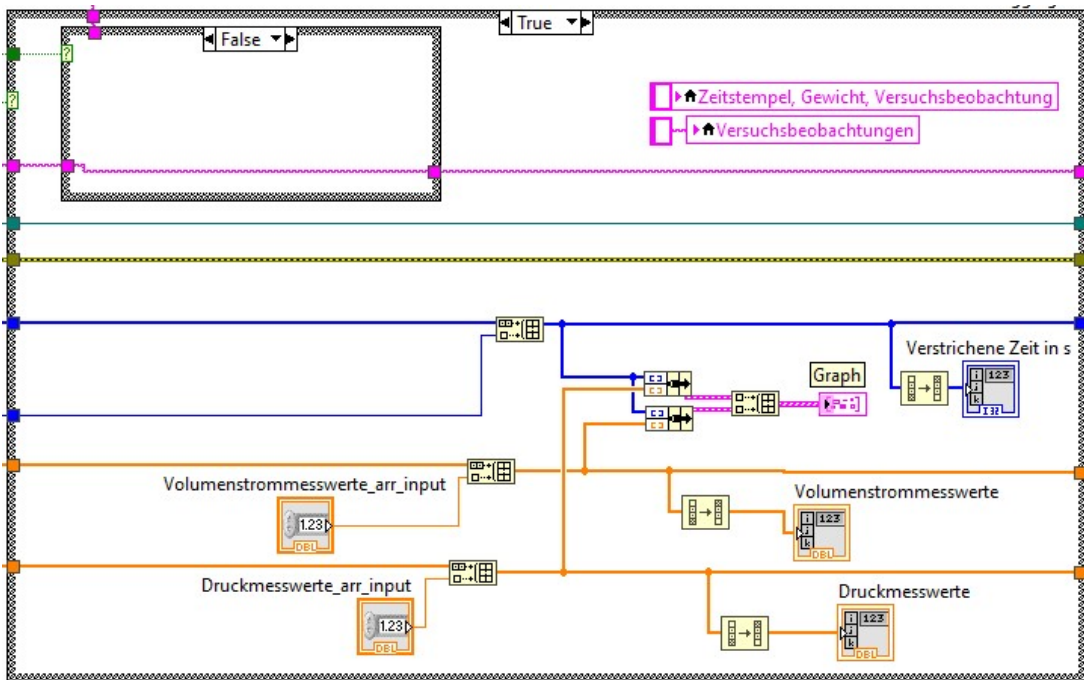 True
False
?
?
Zeitstempel, Gewicht, Versuchsbeobachtung
Versuchsbeobachtungen
Verstrichene Zeit in s
Graph
123
I32
Volumenstrommesswerte_arr_input
1.23
DBL
Volumenstrommesswerte
123
DBL
Druckmesswerte_arr_input
1.23
DBL
Druckmesswerte
123
DBL